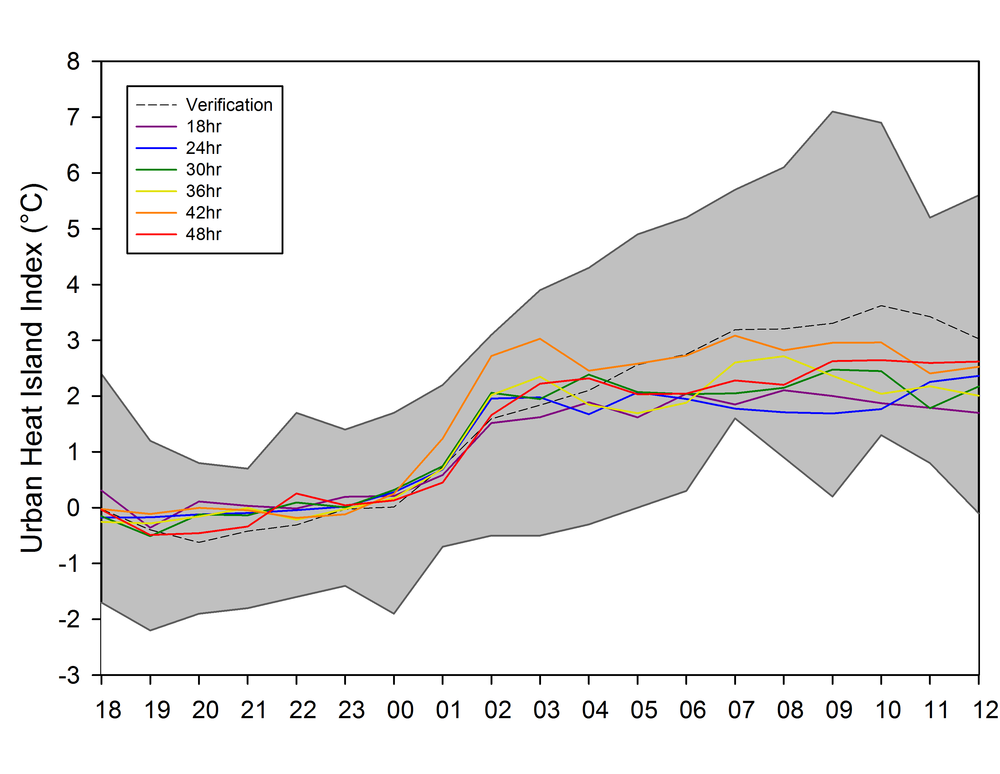 8
7
6
5
4
3
2
1
0
-1
-2
-3
Urban Heat Island Index (°C)
Verification
18hr
24hr
30hr
36hr
42hr
48hr
18 19 20 21 22 23 00 01 02 03 04 05 06 07 08 09 10 11 12